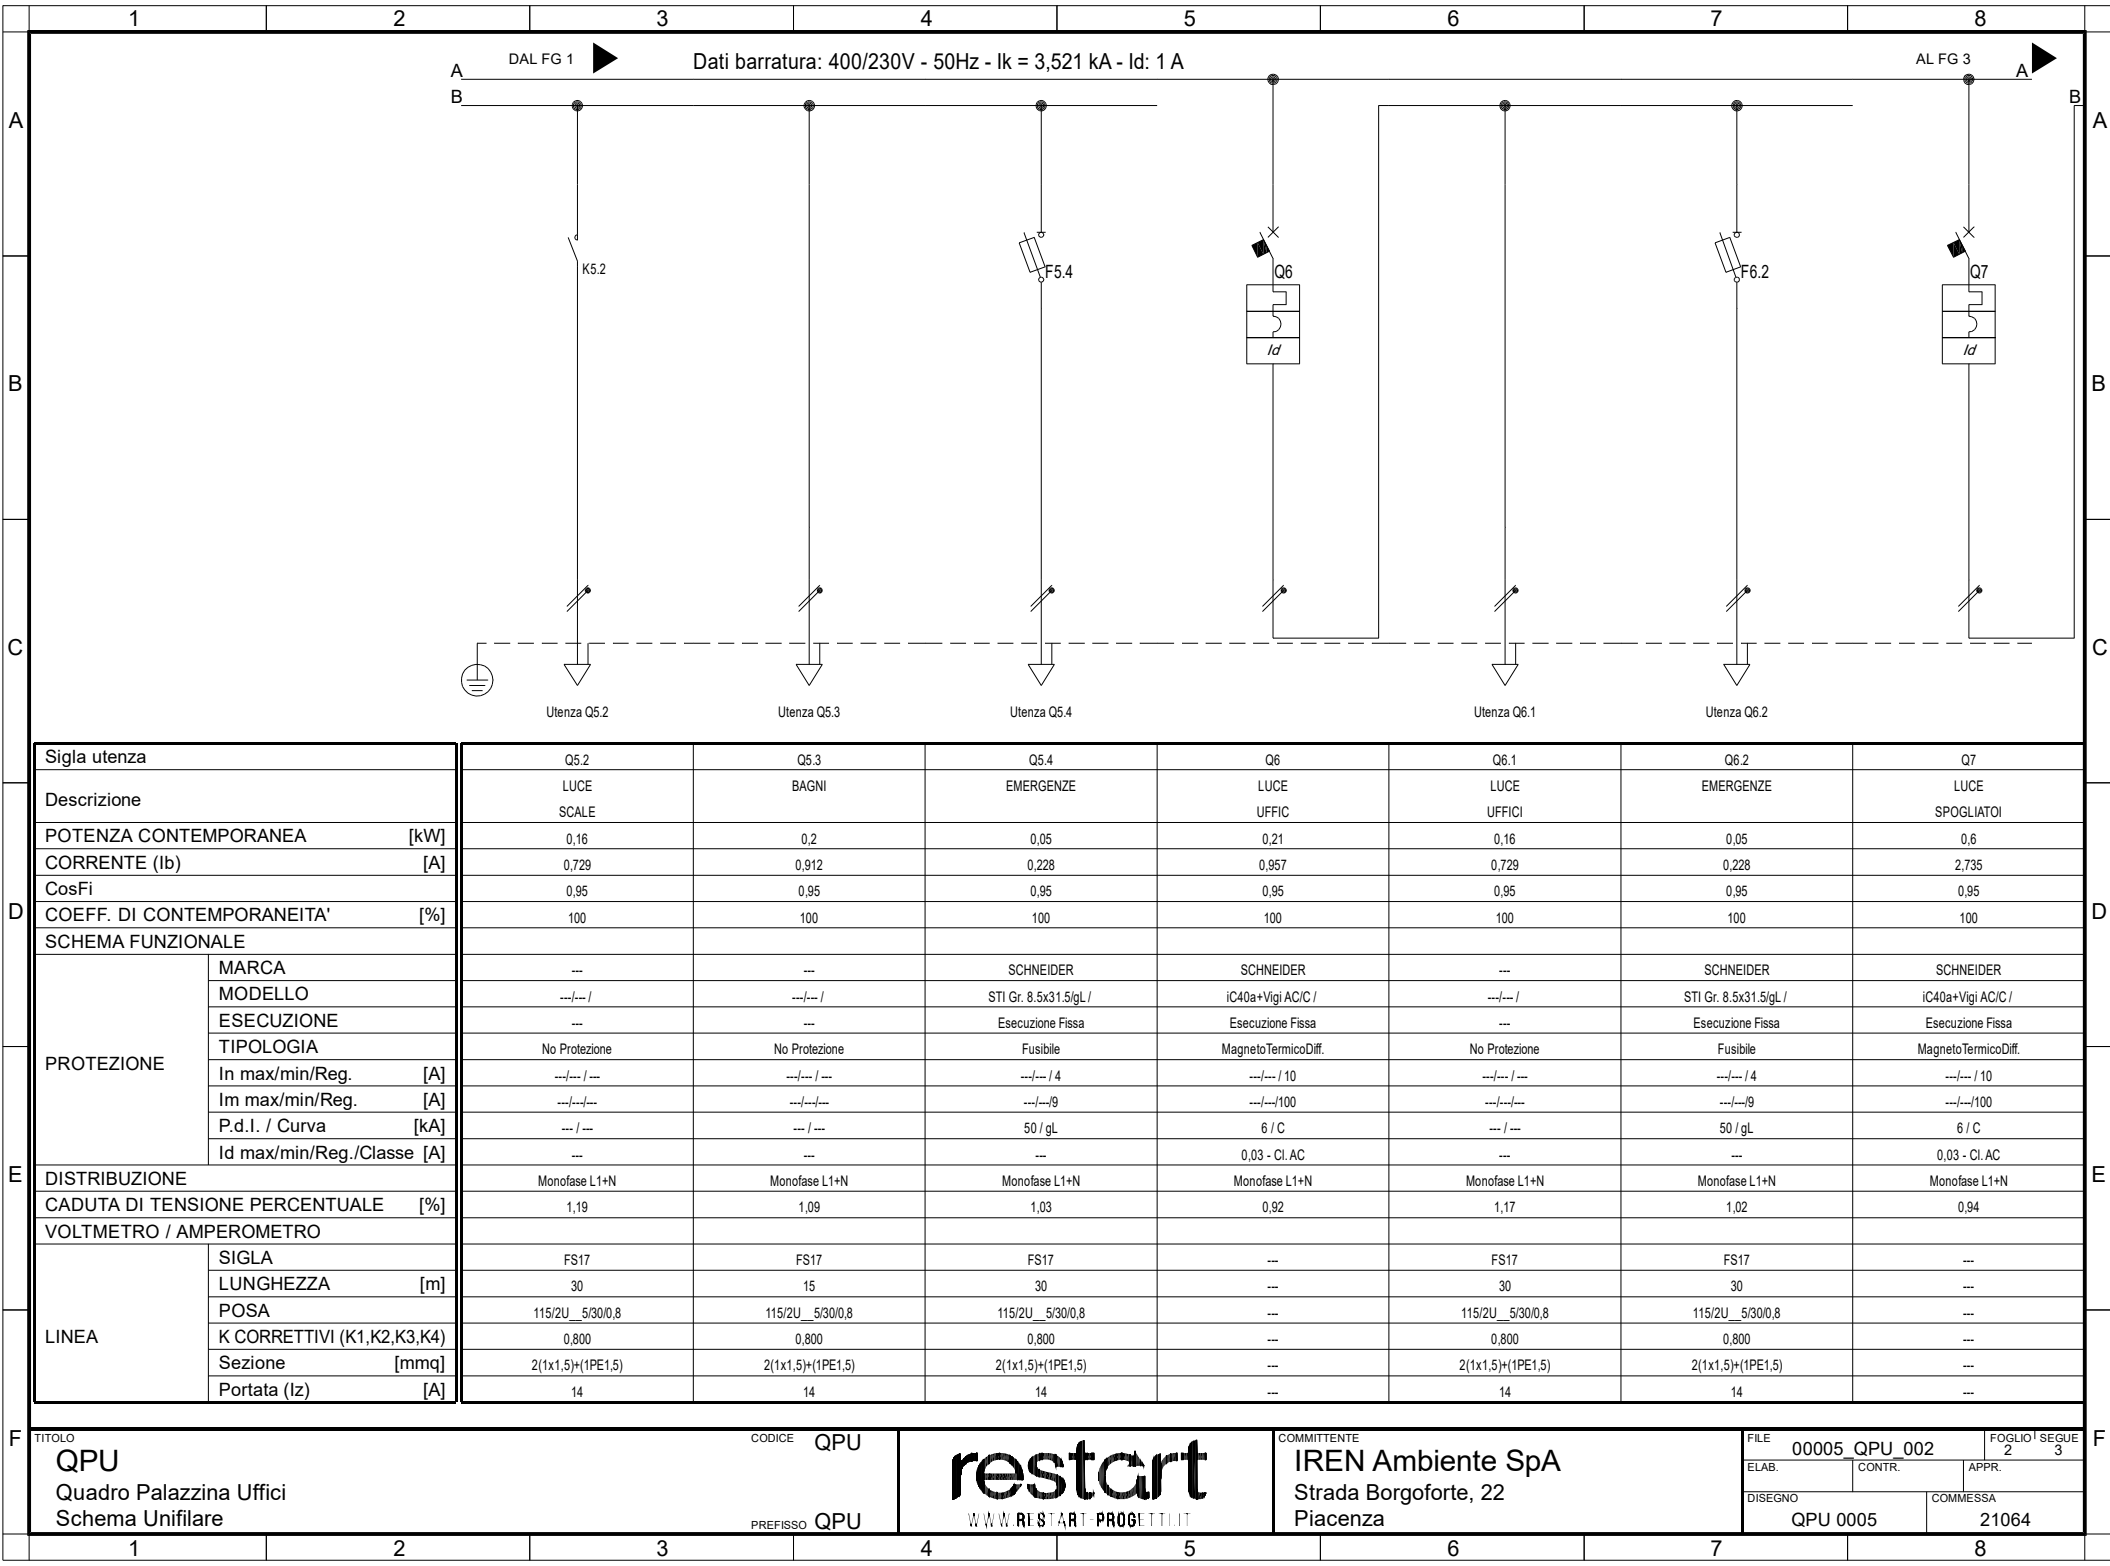 1 2 3 4 5 6 7 8
DAL FG 1 Dati barratura: 400/230V - 50Hz - Ik = 3,521 kA - Id: 1 A AL FG 3
A A
B B
A A
K5.2 F5.4 Q6 F6.2 Q7
Id Id
B B
C C
Utenza Q5.2 Utenza Q5.3 Utenza Q5.4 Utenza Q6.1 Utenza Q6.2
Sigla utenza Q5.2 Q5.3 Q5.4 Q6 Q6.1 Q6.2 Q7
Descrizione LUCE BAGNI EMERGENZE LUCE LUCE EMERGENZE LUCE
SCALE UFFIC UFFICI SPOGLIATOI
POTENZA CONTEMPORANEA [kW] 0,16 0,2 0,05 0,21 0,16 0,05 0,6
CORRENTE (Ib) [A] 0,729 0,912 0,228 0,957 0,729 0,228 2,735
CosFi 0,95 0,95 0,95 0,95 0,95 0,95 0,95
D COEFF. DI CONTEMPORANEITA' [%] 100 100 100 100 100 100 100 D
SCHEMA FUNZIONALE
PROTEZIONE
MARCA --- --- SCHNEIDER SCHNEIDER --- SCHNEIDER SCHNEIDER
MODELLO ---/--- / ---/--- / STI Gr. 8.5x31.5/gL / iC40a+Vigi AC/C / ---/--- / STI Gr. 8.5x31.5/gL / iC40a+Vigi AC/C /
ESECUZIONE --- --- Esecuzione Fissa Esecuzione Fissa --- Esecuzione Fissa Esecuzione Fissa
TIPOLOGIA No Protezione No Protezione Fusibile MagnetoTermicoDiff. No Protezione Fusibile MagnetoTermicoDiff.
In max/min/Reg. [A] ---/--- / --- ---/--- / --- ---/--- / 4 ---/--- / 10 ---/--- / --- ---/--- / 4 ---/--- / 10
Im max/min/Reg. [A] ---/---/--- ---/---/--- ---/---/9 ---/---/100 ---/---/--- ---/---/9 ---/---/100
P.d.I. / Curva [kA] --- / --- --- / --- 50 / gL 6 / C --- / --- 50 / gL 6 / C
Id max/min/Reg./Classe [A] --- --- --- 0,03 - Cl. AC --- --- 0,03 - Cl. AC
E DISTRIBUZIONE Monofase L1+N Monofase L1+N Monofase L1+N Monofase L1+N Monofase L1+N Monofase L1+N Monofase L1+N E
CADUTA DI TENSIONE PERCENTUALE [%] 1,19 1,09 1,03 0,92 1,17 1,02 0,94
VOLTMETRO / AMPEROMETRO
LINEA
SIGLA FS17 FS17 FS17 --- FS17 FS17 ---
LUNGHEZZA [m] 30 15 30 --- 30 30 ---
POSA 115/2U__5/30/0,8 115/2U__5/30/0,8 115/2U__5/30/0,8 --- 115/2U__5/30/0,8 115/2U__5/30/0,8 ---
K CORRETTIVI (K1,K2,K3,K4) 0,800 0,800 0,800 --- 0,800 0,800 ---
Sezione [mmq] 2(1x1,5)+(1PE1,5) 2(1x1,5)+(1PE1,5) 2(1x1,5)+(1PE1,5) --- 2(1x1,5)+(1PE1,5) 2(1x1,5)+(1PE1,5) ---
Portata (Iz) [A] 14 14 14 --- 14 14 ---
F F
TITOLO
QPU
Quadro Palazzina Uffici
Schema Unifilare
CODICE QPU
PREFISSO QPU
restart
WWW.RESTART-PROGETTI.IT
COMMITTENTE
IREN Ambiente SpA
Strada Borgoforte, 22
Piacenza
FILE 00005_QPU_002
FOGLIO 2 SEGUE 3
ELAB. CONTR. APPR.
DISEGNO QPU 0005
COMMESSA 21064
1 2 3 4 5 6 7 8